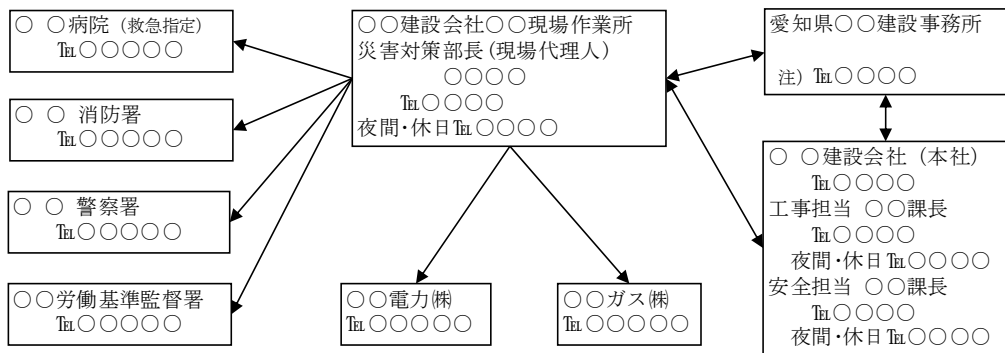 ○ ○病院（救急指定）
℡○○○○○
○ ○ 消防署
℡○○○○○
○ ○ 警察署
℡○○○○○
○○労働基準監督署
℡○○○○○
○○建設会社○○現場作業所
災害対策部長(現場代理人)
○○○○
℡○○○○
夜間・休日℡○○○○
○○電力㈱
℡○○○○○
○○ガス㈱
℡○○○○○
愛知県○○建設事務所
注）℡○○○○
○ ○建設会社（本社）
℡○○○○
工事担当 ○○課長
℡○○○○
夜間・休日℡○○○○
安全担当 ○○課長
℡○○○○
夜間・休日℡○○○○